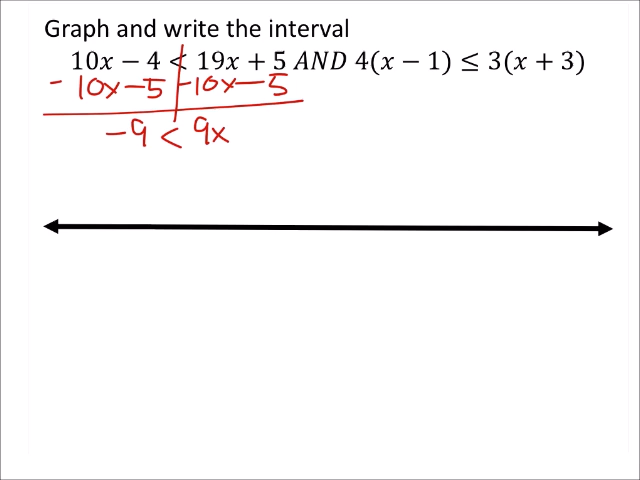 Graph and write the interval
10x − 4 < 19x + 5 AND 4(x − 1) ≤ 3(x + 3)
− 10x − 5 − 10x − 5
−9 < 9x